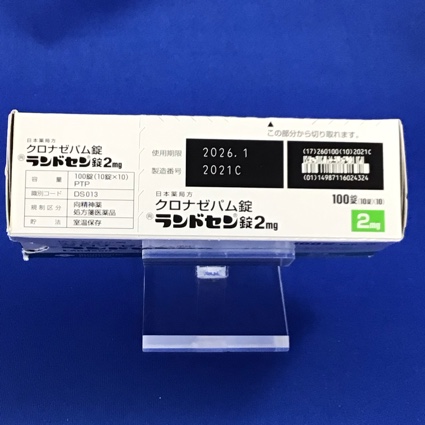 日本薬局方
クロナゼパム錠
®ランドセン錠2mg
容量 100錠(10錠×10)
PTP
識別コード DS013
規制区分 向精神薬
処方箋医薬品
貯法 室温保存
使用期限 2026.1
製造番号 2021C
この部分から切り取れます。
(17)260100(10)2021C
(01)14987116024324
日本薬局方
クロナゼパム錠
®ランドセン錠2mg
100錠(10錠×10)
2mg